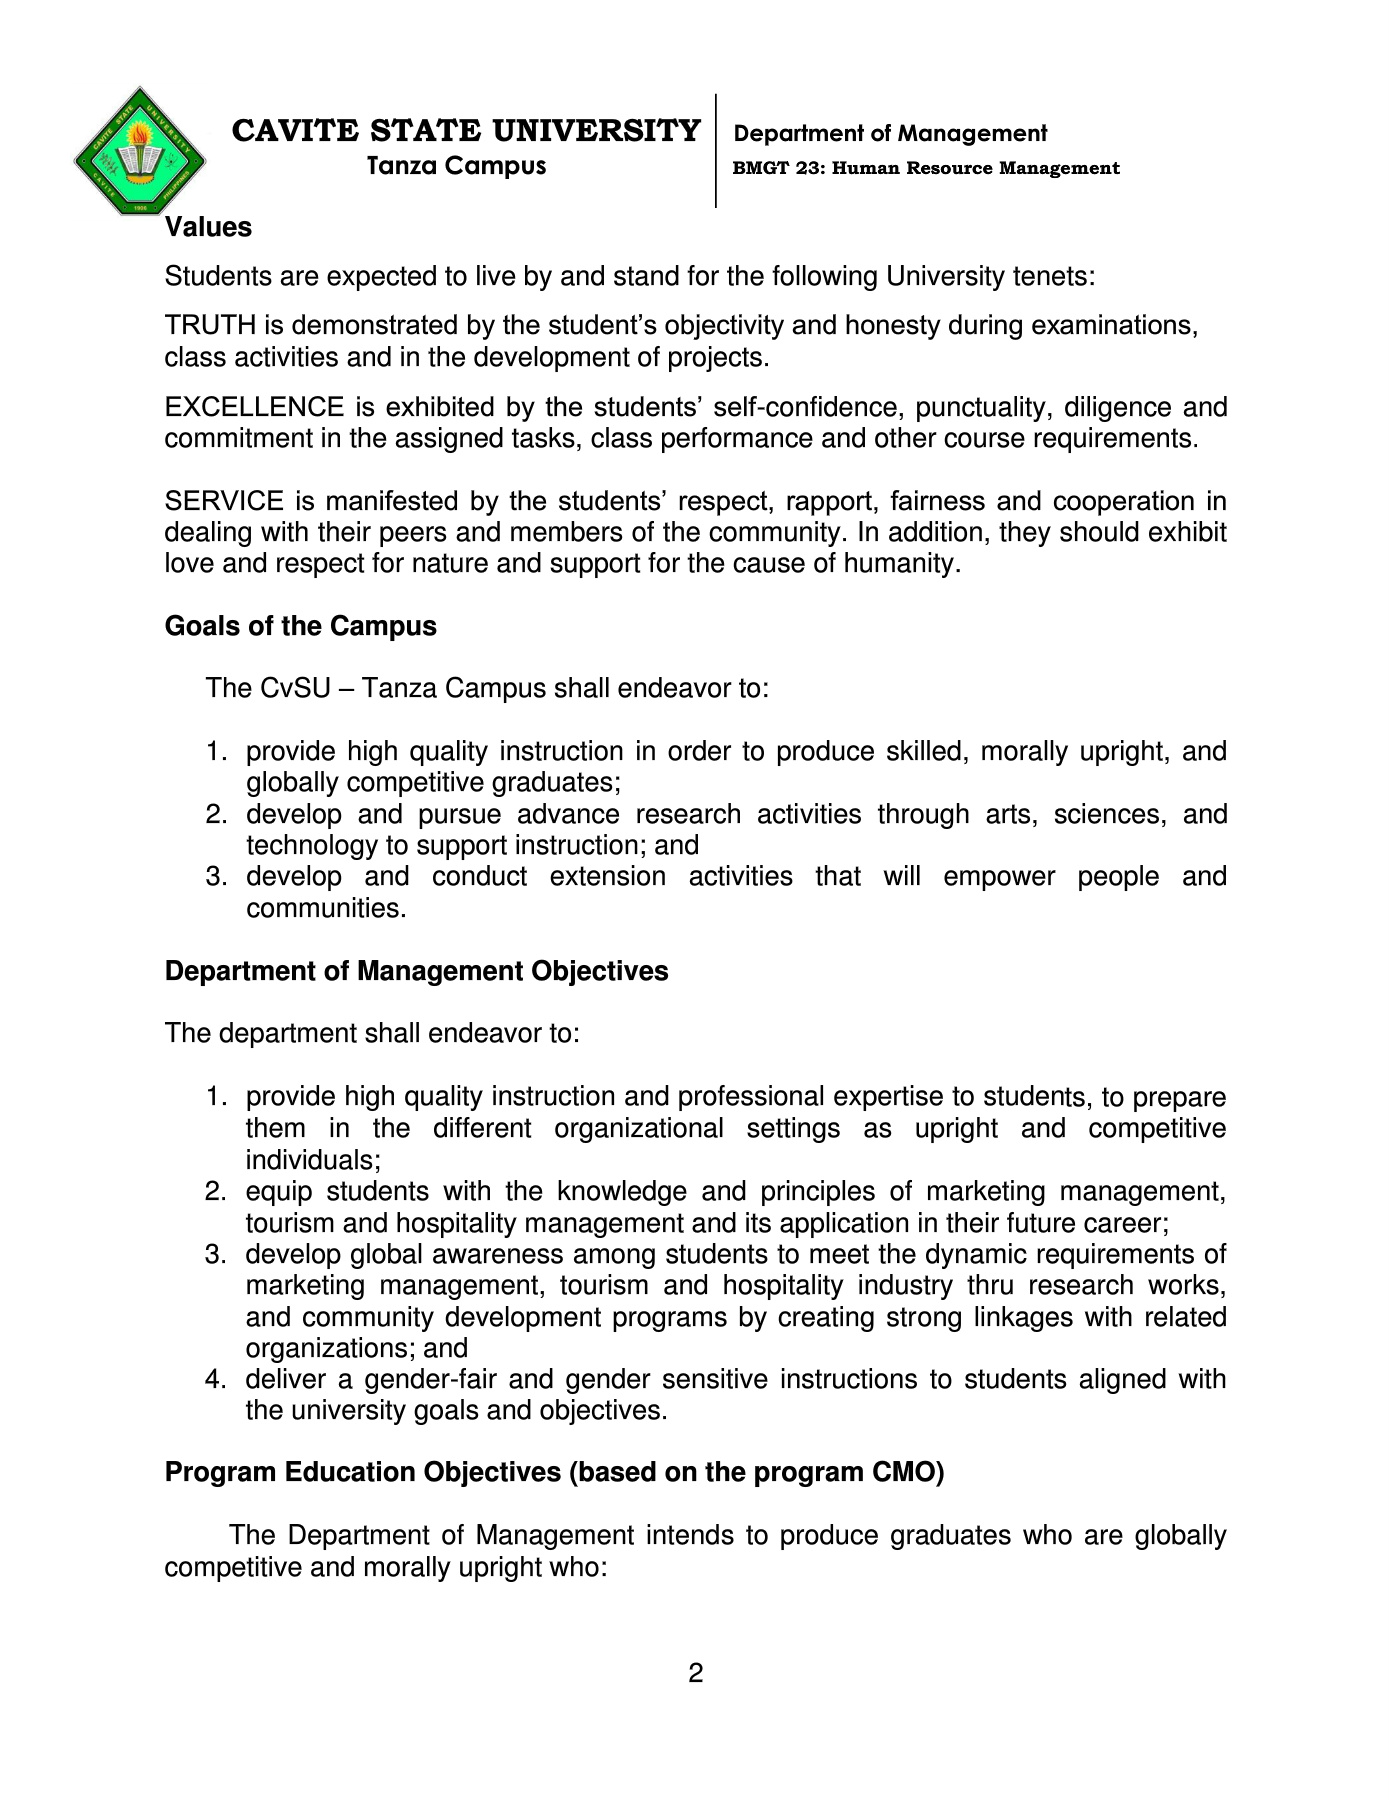 CAVITE STATE UNIVERSITY
Tanza Campus
Department of Management
BMGT 23: Human Resource Management
CAVITE STATE UNIVERSITY
CAVITE
PHILIPPINES
1906
Values
Students are expected to live by and stand for the following University tenets:
TRUTH is demonstrated by the student’s objectivity and honesty during examinations,
class activities and in the development of projects.
EXCELLENCE is exhibited by the students’ self-confidence, punctuality, diligence and
commitment in the assigned tasks, class performance and other course requirements.
SERVICE is manifested by the students’ respect, rapport, fairness and cooperation in
dealing with their peers and members of the community. In addition, they should exhibit
love and respect for nature and support for the cause of humanity.
Goals of the Campus
The CvSU – Tanza Campus shall endeavor to:
1. provide high quality instruction in order to produce skilled, morally upright, and
globally competitive graduates;
2. develop and pursue advance research activities through arts, sciences, and
technology to support instruction; and
3. develop and conduct extension activities that will empower people and
communities.
Department of Management Objectives
The department shall endeavor to:
1. provide high quality instruction and professional expertise to students, to prepare
them in the different organizational settings as upright and competitive
individuals;
2. equip students with the knowledge and principles of marketing management,
tourism and hospitality management and its application in their future career;
3. develop global awareness among students to meet the dynamic requirements of
marketing management, tourism and hospitality industry thru research works,
and community development programs by creating strong linkages with related
organizations; and
4. deliver a gender-fair and gender sensitive instructions to students aligned with
the university goals and objectives.
Program Education Objectives (based on the program CMO)
The Department of Management intends to produce graduates who are globally
competitive and morally upright who:
2